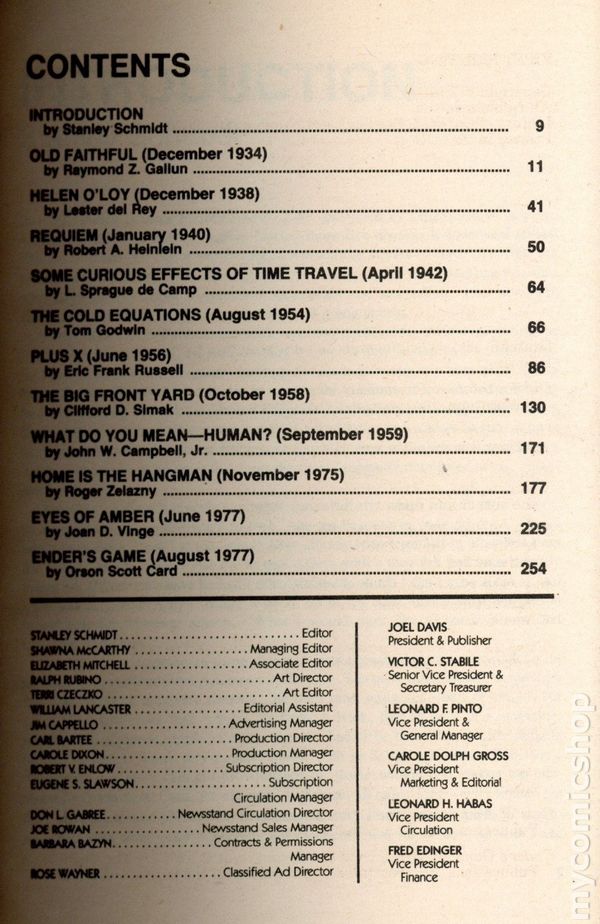 CONTENTS
INTRODUCTION
by Stanley Schmidt ........ 9
OLD FAITHFUL (December 1934)
by Raymond Z. Gallun ........ 11
HELEN O'LOY (December 1938)
by Lester del Rey ........ 41
REQUIEM (January 1940)
by Robert A. Heinlein ........ 50
SOME CURIOUS EFFECTS OF TIME TRAVEL (April 1942)
by L. Sprague de Camp ........ 64
THE COLD EQUATIONS (August 1954)
by Tom Godwin ........ 66
PLUS X (June 1956)
by Eric Frank Russell ........ 86
THE BIG FRONT YARD (October 1958)
by Clifford D. Simak ........ 130
WHAT DO YOU MEAN—HUMAN? (September 1959)
by John W. Campbell, Jr. ........ 171
HOME IS THE HANGMAN (November 1975)
by Roger Zelazny ........ 177
EYES OF AMBER (June 1977)
by Joan D. Vinge ........ 225
ENDER'S GAME (August 1977)
by Orson Scott Card ........ 254
STANLEY SCHMIDT ........ Editor
SHAWNA McCARTHY ........ Managing Editor
ELIZABETH MITCHELL ........ Associate Editor
RALPH RUBINO ........ Art Director
TERRI CZECZKO ........ Art Editor
WILLIAM LANCASTER ........ Editorial Assistant
JIM CAPPELLO ........ Advertising Manager
CARL BARTEE ........ Production Director
CAROLE DIXON ........ Production Manager
ROBERT V. ENLOW ........ Subscription Director
EUGENE S. SLAWSON ........ Subscription
Circulation Manager
DON L. GABREE ........ Newsstand Circulation Director
JOE ROWAN ........ Newsstand Sales Manager
BARBARA BAZYN ........ Contracts & Permissions
Manager
ROSE WAYNER ........ Classified Ad Director
JOEL DAVIS
President & Publisher
VICTOR C. STABILE
Senior Vice President &
Secretary Treasurer
LEONARD F. PINTO
Vice President &
General Manager
CAROLE DOLPH GROSS
Vice President
Marketing & Editorial
LEONARD H. HABAS
Vice President
Circulation
FRED EDINGER
Vice President
Finance
mycomicshop